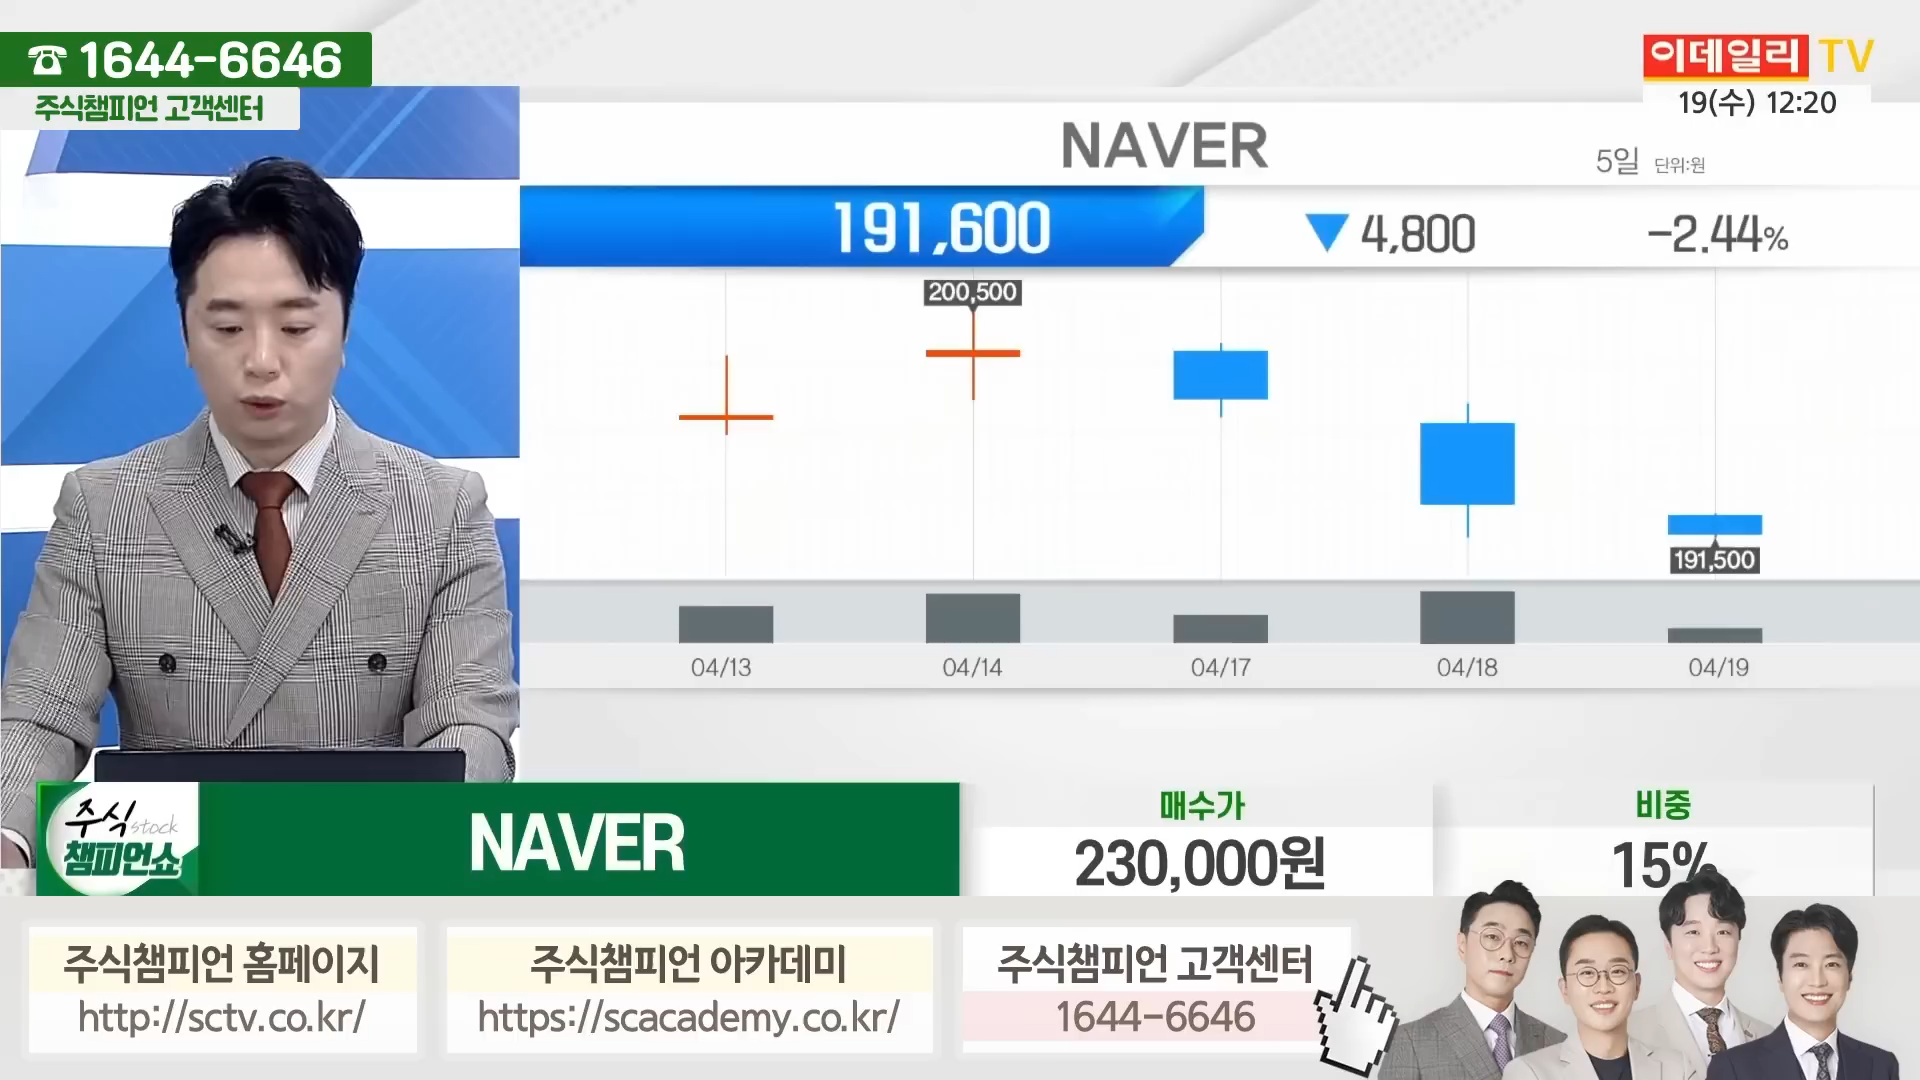 ☎ 1644-6646
주식챔피언 고객센터
이데일리 TV
19(수) 12:20
NAVER
5일 단위:원
191,600 ▼4,800 -2.44%
200,500
191,500
04/13 04/14 04/17 04/18 04/19
주식stock
챔피언쇼
NAVER
매수가
230,000원
비중
15%
주식챔피언 홈페이지
http://sctv.co.kr/
주식챔피언 아카데미
https://scacademy.co.kr/
주식챔피언 고객센터
1644-6646